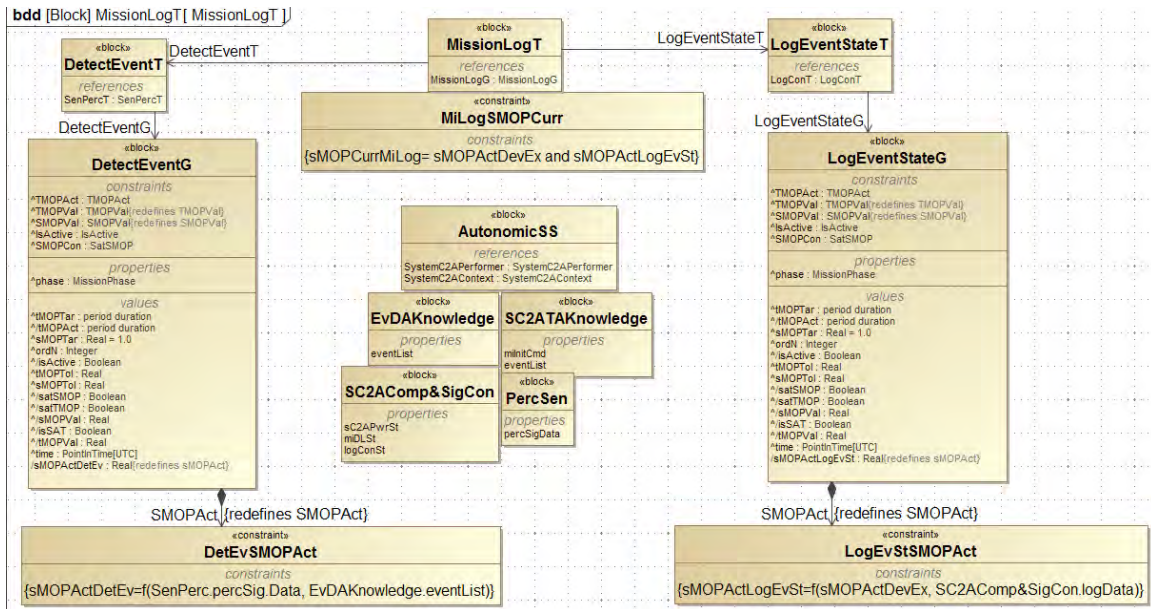 bdd [Block] MissionLogT[ MissionLogT ]
«block»
DetectEventT
references
SenPercT : SenPercT
DetectEventT
«block»
MissionLogT
references
MissionLogG : MissionLogG
LogEventStateT
«block»
LogEventStateT
references
LogConT : LogConT
«constraint»
MiLogSMOPCurr
constraints
{sMOPCurrMiLog= sMOPActDevEx and sMOPActLogEvSt}
DetectEventG
«block»
DetectEventG
constraints
^TMOPAct : TMOPAct
^TMOPVal : TMOPVal{redefines TMOPVal}
^SMOPVal : SMOPVal{redefines SMOPVal}
^IsActive : IsActive
^SMOPCon : SatSMOP
properties
^phase : MissionPhase
values
^tMOPTar : period duration
^/tMOPAct : period duration
^sMOPTar : Real = 1.0
^ordN : Integer
^/isActive : Boolean
^tMOPTol : Real
^sMOPTol : Real
^/satSMOP : Boolean
^/satTMOP : Boolean
^/sMOPVal : Real
^/isSAT : Boolean
^/tMOPVal : Real
^time : PointInTime[UTC]
/sMOPActDetEv : Real{redefines sMOPAct}
«block»
AutonomicSS
references
SystemC2APerformer : SystemC2APerformer
SystemC2AContext : SystemC2AContext
«block»
EvDAKnowledge
properties
eventList
«block»
SC2ATAKnowledge
properties
miInitCmd
eventList
SC2AComp&SigCon
properties
sC2APwrSt
miDLSt
logConSt
«block»
PercSen
properties
percSigData
LogEventStateG
«block»
LogEventStateG
constraints
^TMOPAct : TMOPAct
^TMOPVal : TMOPVal{redefines TMOPVal}
^SMOPVal : SMOPVal{redefines SMOPVal}
^IsActive : IsActive
^SMOPCon : SatSMOP
properties
^phase : MissionPhase
values
^tMOPTar : period duration
^/tMOPAct : period duration
^sMOPTar : Real = 1.0
^ordN : Integer
^/isActive : Boolean
^tMOPTol : Real
^sMOPTol : Real
^/satSMOP : Boolean
^/satTMOP : Boolean
^/sMOPVal : Real
^/isSAT : Boolean
^/tMOPVal : Real
^time : PointInTime[UTC]
/sMOPActLogEvSt : Real{redefines sMOPAct}
SMOPAct {redefines SMOPAct}
«constraint»
DetEvSMOPAct
constraints
{sMOPActDetEv=f(SenPerc.percSig.Data, EvDAKnowledge.eventList)}
SMOPAct {redefines SMOPAct}
«constraint»
LogEvStSMOPAct
constraints
{sMOPActLogEvSt=f(sMOPActDevEx, SC2AComp&SigCon.logData)}